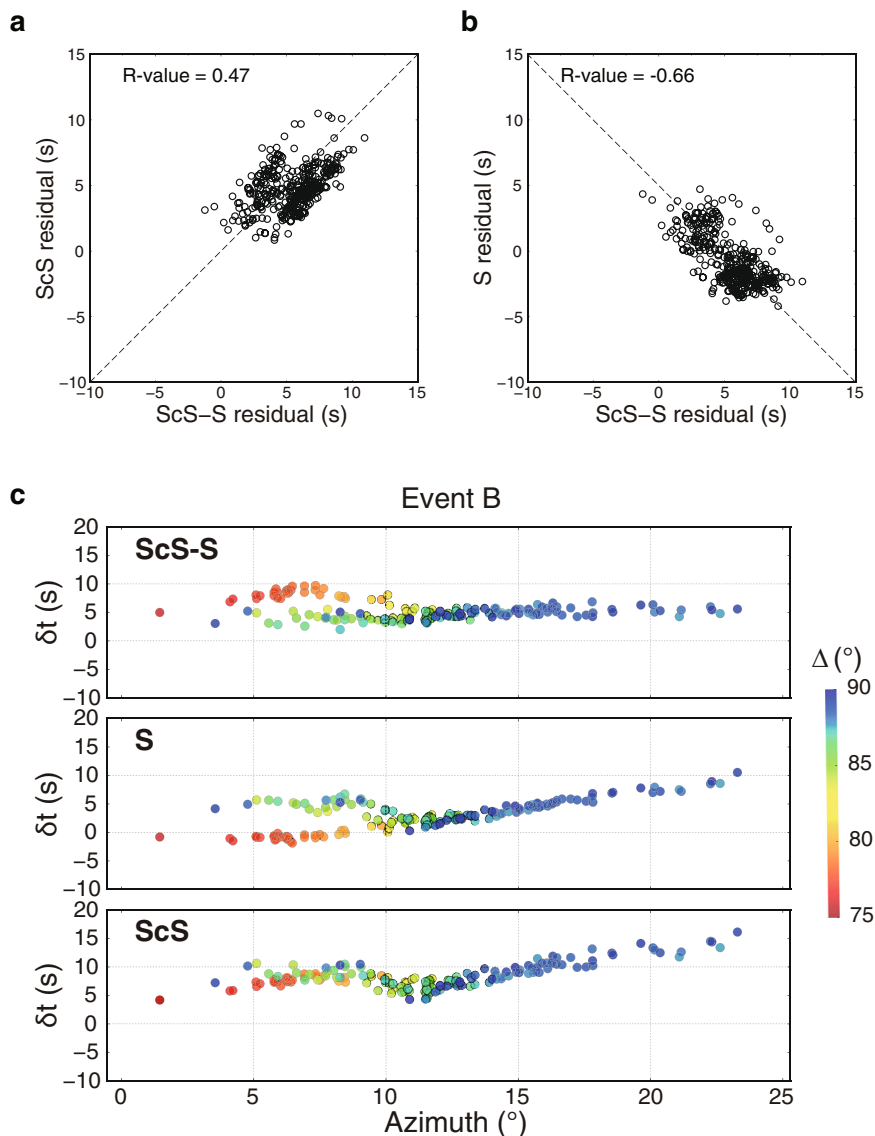 a
15
10
5
0
−5
−10
R-value = 0.47
ScS residual (s)
−10 −5 0 5 10 15
ScS−S residual (s)
b
15
10
5
0
−5
−10
R-value = -0.66
S residual (s)
−10 −5 0 5 10 15
ScS−S residual (s)
c
Event B
20
15
10
5
0
−5
−10
δt (s)
ScS-S
20
15
10
5
0
−5
−10
δt (s)
S
20
15
10
5
0
−5
−10
δt (s)
ScS
0 5 10 15 20 25
Azimuth (°)
Δ (°)
90
85
80
75